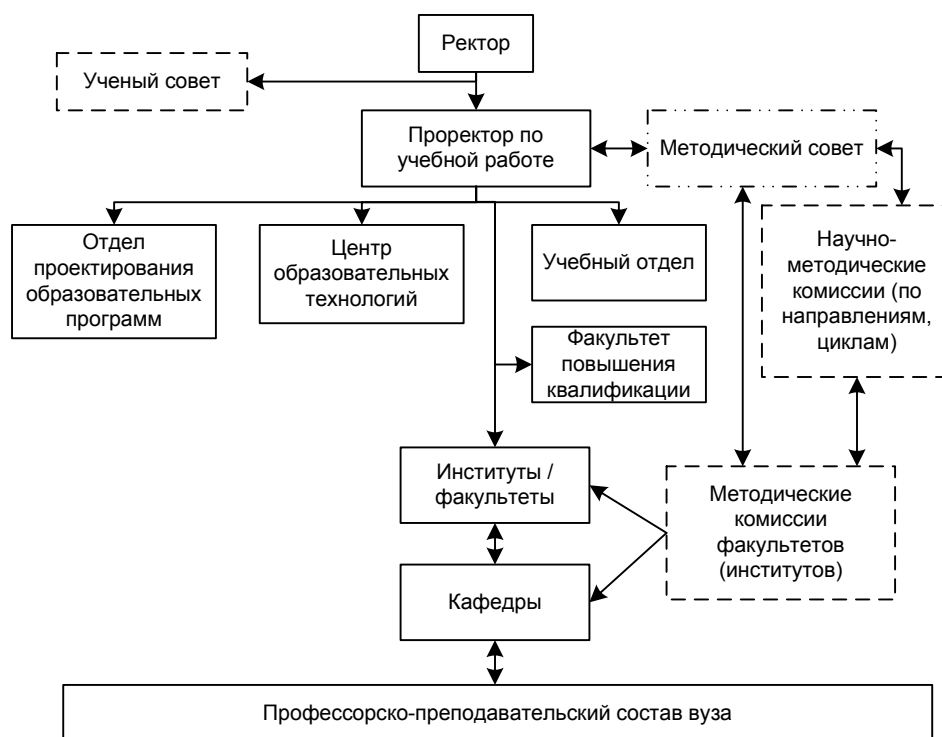 Ректор
Ученый совет
Проректор по
учебной работе
Методический совет
Отдел
проектирования
образовательных
программ
Центр
образовательных
технологий
Учебный отдел
Научно-
методические
комиссии (по
направлениям,
циклам)
Факультет
повышения
квалификации
Институты /
факультеты
Методические
комиссии
факультетов
(институтов)
Кафедры
Профессорско-преподавательский состав вуза